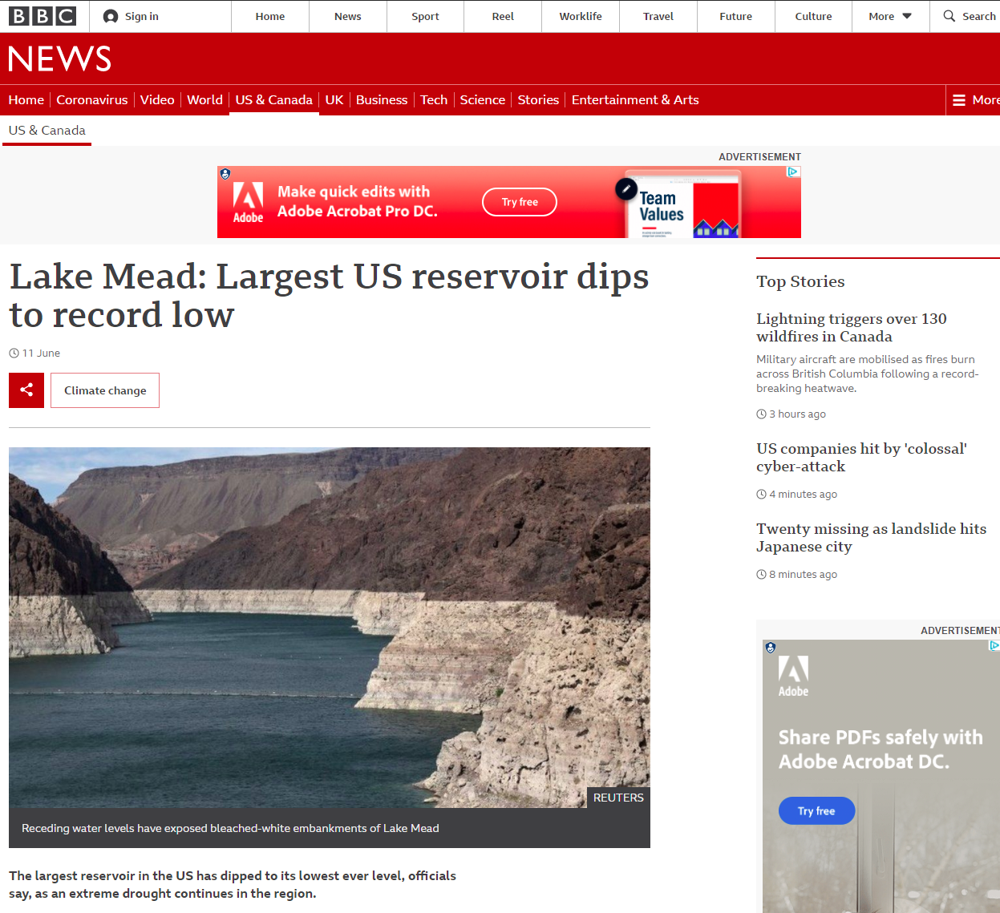 BBC
Sign in
Home
News
Sport
Reel
Worklife
Travel
Future
Culture
More
Search
NEWS
Home
Coronavirus
Video
World
US & Canada
UK
Business
Tech
Science
Stories
Entertainment & Arts
More
US & Canada
ADVERTISEMENT
Adobe
Make quick edits with
Adobe Acrobat Pro DC.
Try free
Team
Values
Lake Mead: Largest US reservoir dips
to record low
11 June
Climate change
REUTERS
Receding water levels have exposed bleached-white embankments of Lake Mead
The largest reservoir in the US has dipped to its lowest ever level, officials
say, as an extreme drought continues in the region.
Top Stories
Lightning triggers over 130
wildfires in Canada
Military aircraft are mobilised as fires burn
across British Columbia following a record-
breaking heatwave.
3 hours ago
US companies hit by 'colossal'
cyber-attack
4 minutes ago
Twenty missing as landslide hits
Japanese city
8 minutes ago
ADVERTISEMENT
Adobe
Share PDFs safely with
Adobe Acrobat DC.
Try free